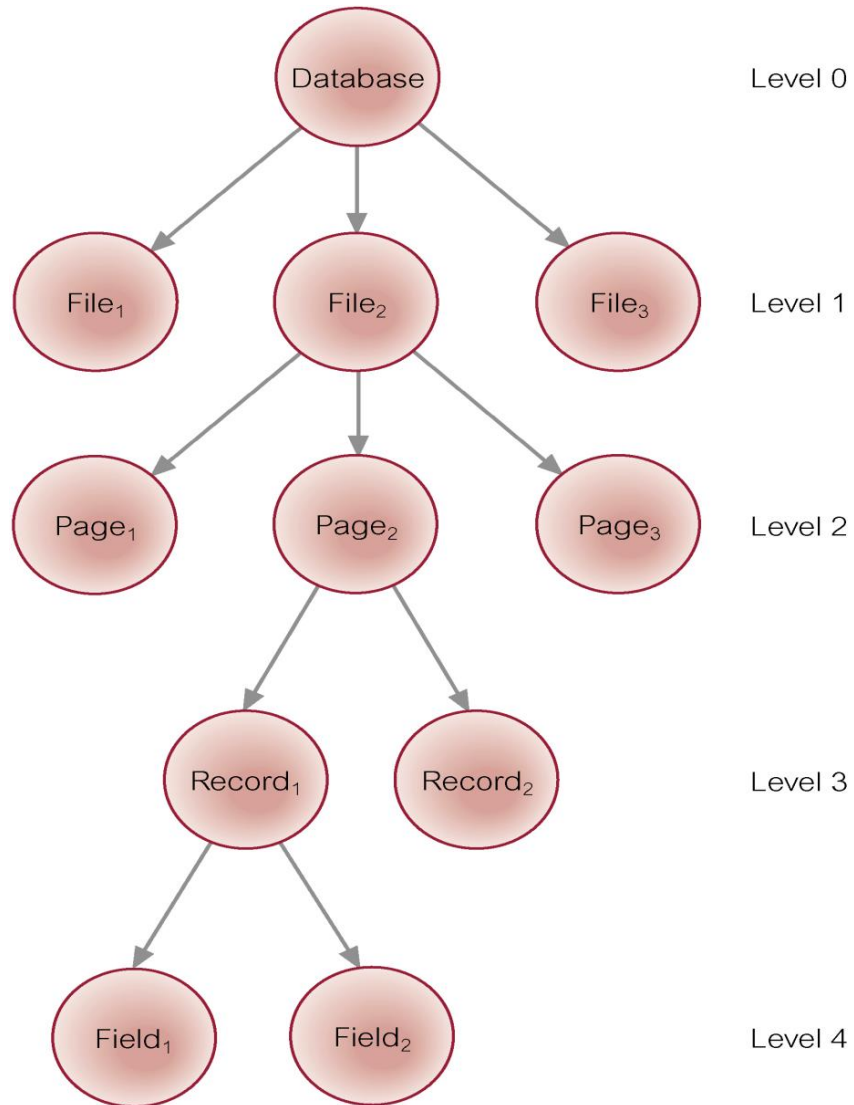 Database Level 0
File₁ File₂ File₃ Level 1
Page₁ Page₂ Page₃ Level 2
Record₁ Record₂ Level 3
Field₁ Field₂ Level 4